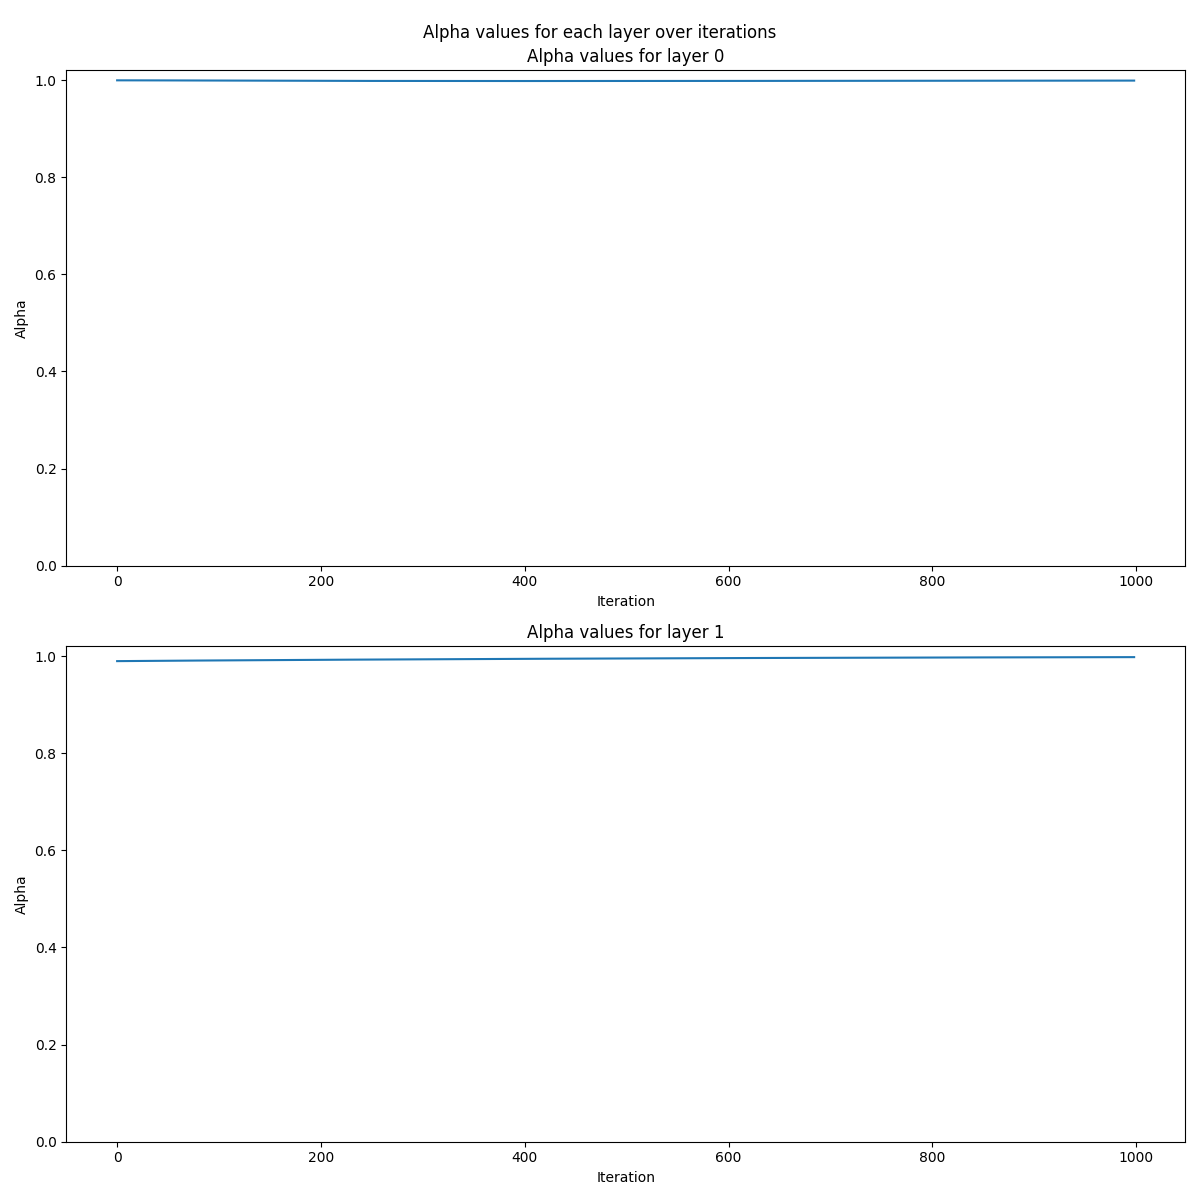 Alpha values for each layer over iterations
Alpha values for layer 0
1.0
0.8
0.6
0.4
0.2
0.0
Alpha
0 200 400 600 800 1000
Iteration
Alpha values for layer 1
1.0
0.8
0.6
0.4
0.2
0.0
Alpha
0 200 400 600 800 1000
Iteration